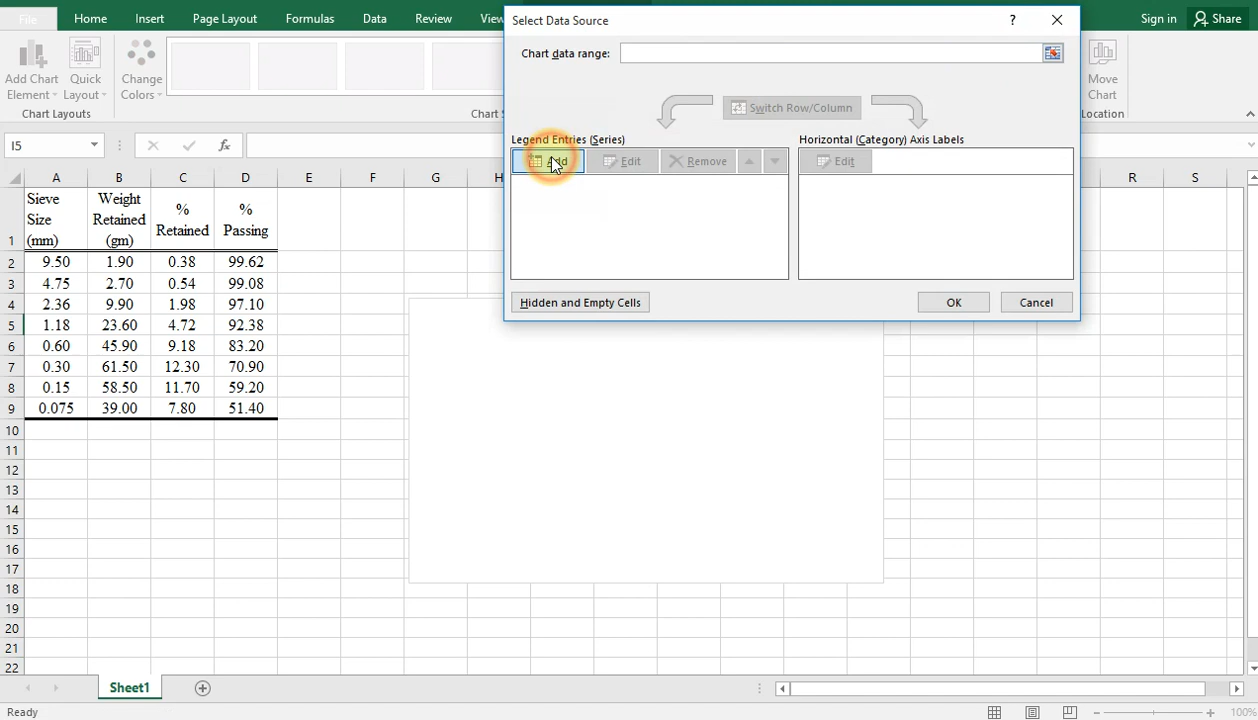 File Home Insert Page Layout Formulas Data Review View Sign in Share
Select Data Source ?
Chart data range:
Switch Row/Column
Legend Entries (Series) Horizontal (Category) Axis Labels
Add Edit Remove Edit
Hidden and Empty Cells OK Cancel
Add Chart Quick Change Move
Element Layout Colors Chart
Chart Layouts Location
I5 fx
A B C D E F G H R S
Sieve Size (mm) Weight Retained (gm) % Retained % Passing
1
2 9.50 1.90 0.38 99.62
3 4.75 2.70 0.54 99.08
4 2.36 9.90 1.98 97.10
5 1.18 23.60 4.72 92.38
6 0.60 45.90 9.18 83.20
7 0.30 61.50 12.30 70.90
8 0.15 58.50 11.70 59.20
9 0.075 39.00 7.80 51.40
10
11
12
13
14
15
16
17
18
19
20
21
22
Sheet1
Ready 100%